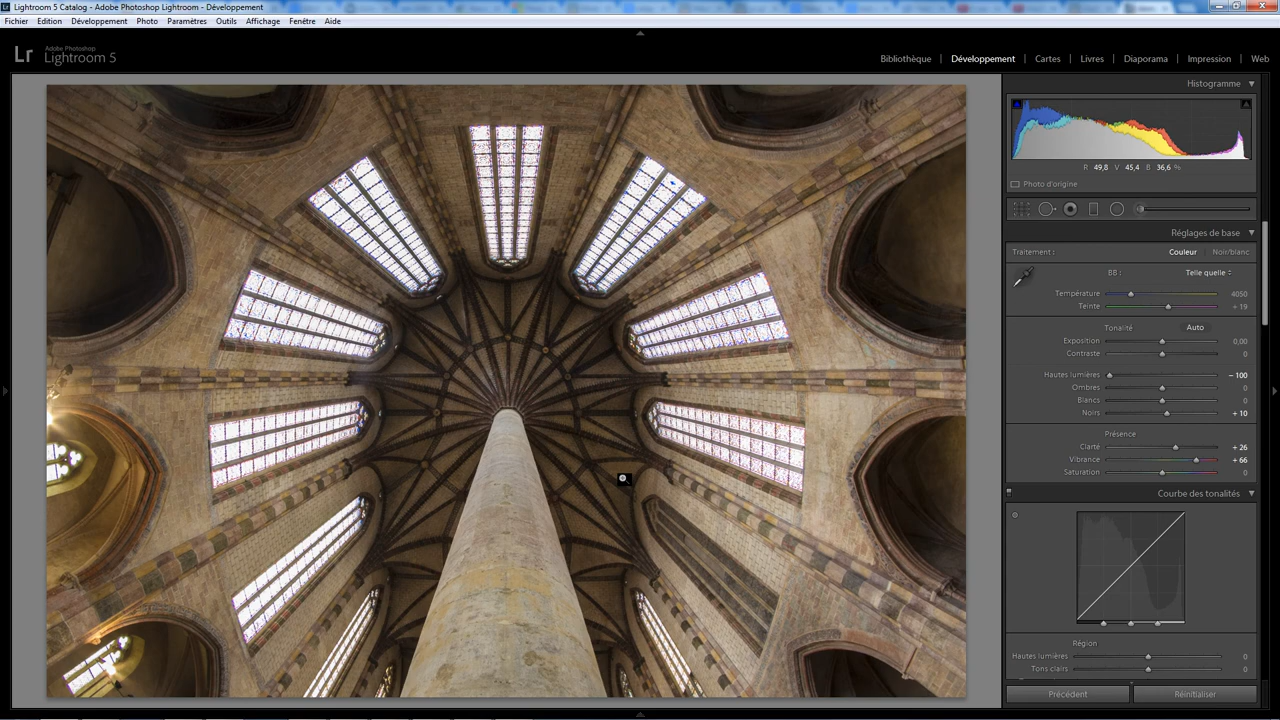 Lightroom 5 Catalog - Adobe Photoshop Lightroom - Développement
Fichier Edition Développement Photo Paramètres Outils Affichage Fenêtre Aide
Lr Adobe Photoshop
Lightroom 5
Bibliothèque | Développement | Cartes | Livres | Diaporama | Impression | Web
Histogramme
R 49,8 V 45,4 B 36,6 %
Photo d'origine
Réglages de base
Traitement : Couleur Noir/blanc
BB : Telle quelle
Température 4050
Teinte + 19
Tonalité Auto
Exposition 0,00
Contraste 0
Hautes lumières – 100
Ombres 0
Blancs 0
Noirs + 10
Présence
Clarté + 26
Vibrance + 66
Saturation 0
Courbe des tonalités
Région
Hautes lumières 0
Tons clairs 0
Précédent Réinitialiser